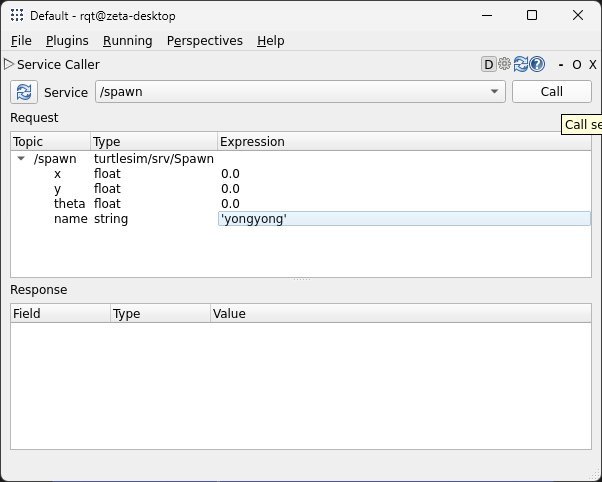 Default - rqt@zeta-desktop
File Plugins Running Perspectives Help
Service Caller D ? - O X
Service /spawn Call
Call se
Request
Topic Type Expression
/spawn turtlesim/srv/Spawn
x float 0.0
y float 0.0
theta float 0.0
name string 'yongyong'
Response
Field Type Value